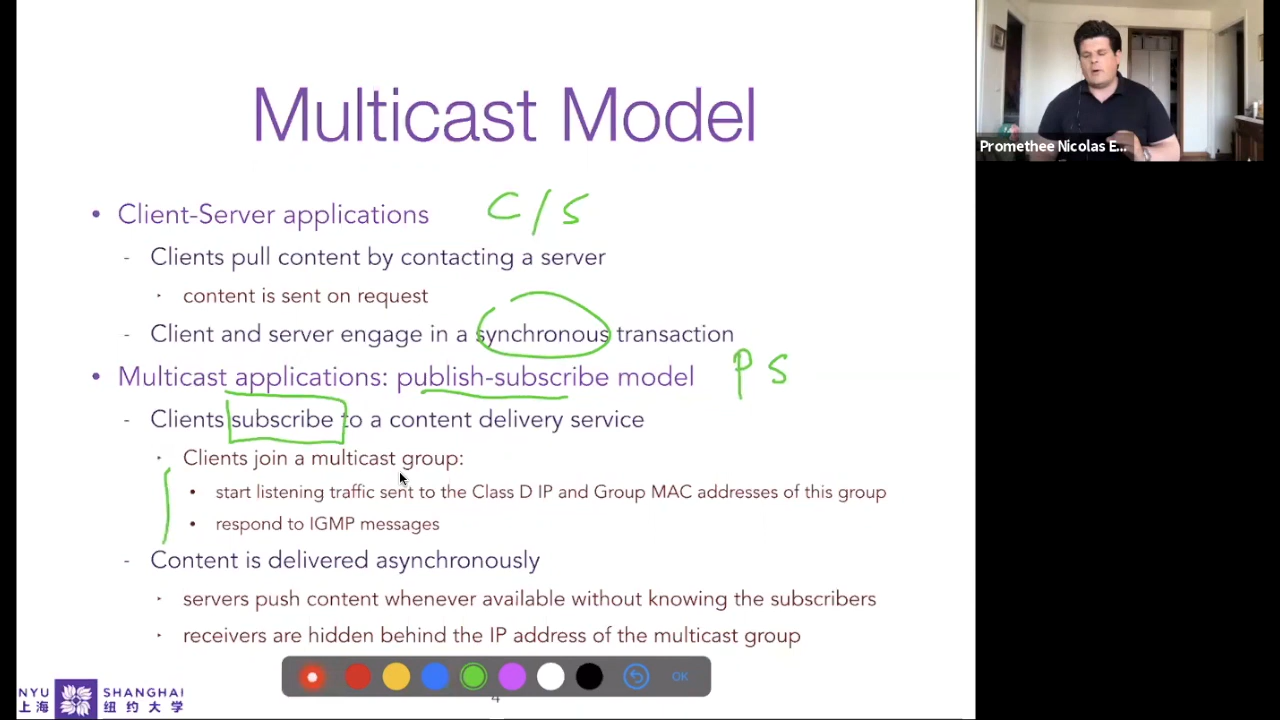 Multicast Model
• Client-Server applications C/S
- Clients pull content by contacting a server
‣ content is sent on request
- Client and server engage in a synchronous transaction
• Multicast applications: publish-subscribe model PS
- Clients subscribe to a content delivery service
‣ Clients join a multicast group:
• start listening traffic sent to the Class D IP and Group MAC addresses of this group
• respond to IGMP messages
- Content is delivered asynchronously
‣ servers push content whenever available without knowing the subscribers
‣ receivers are hidden behind the IP address of the multicast group
OK
4
NYU SHANGHAI
上海 纽约大学
Promethee Nicolas E...